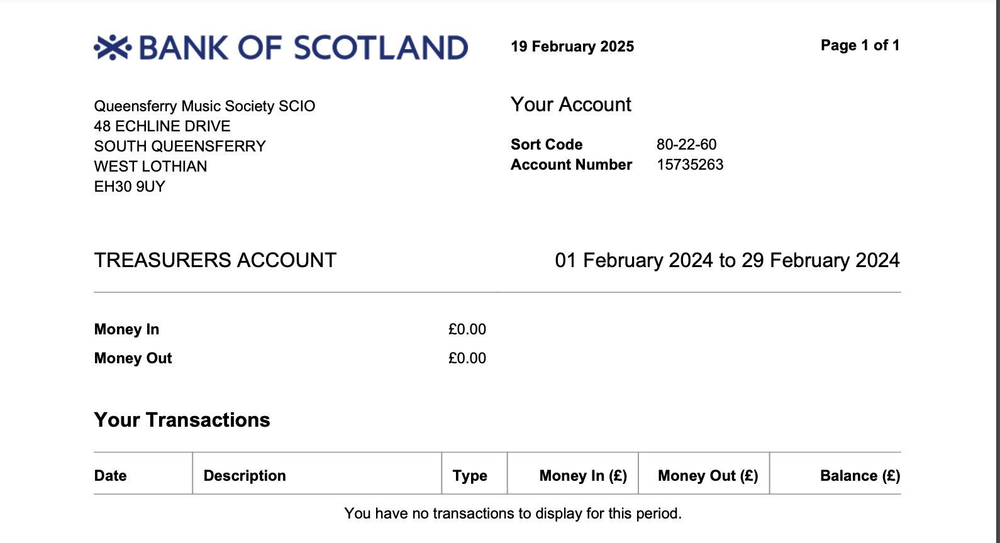 BANK OF SCOTLAND
19 February 2025
Page 1 of 1
Queensferry Music Society SCIO
48 ECHLINE DRIVE
SOUTH QUEENSFERRY
WEST LOTHIAN
EH30 9UY
Your Account
Sort Code 80-22-60
Account Number 15735263
TREASURERS ACCOUNT
01 February 2024 to 29 February 2024
Money In £0.00
Money Out £0.00
Your Transactions
Date Description Type Money In (£) Money Out (£) Balance (£)
You have no transactions to display for this period.